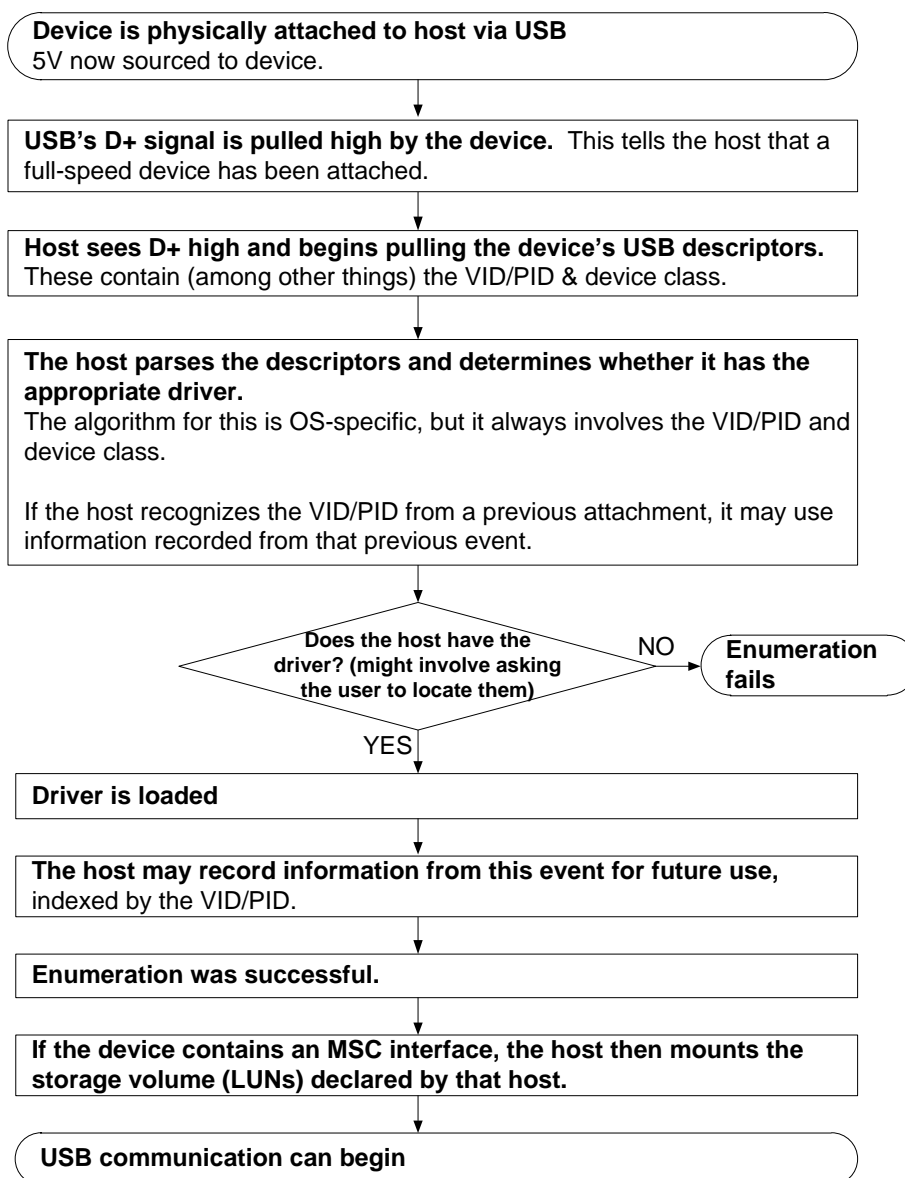 Device is physically attached to host via USB
5V now sourced to device.
USB’s D+ signal is pulled high by the device.  This tells the host that a
full-speed device has been attached.
Host sees D+ high and begins pulling the device’s USB descriptors.
These contain (among other things) the VID/PID & device class.
The host parses the descriptors and determines whether it has the
appropriate driver.
The algorithm for this is OS-specific, but it always involves the VID/PID and
device class.
If the host recognizes the VID/PID from a previous attachment, it may use
information recorded from that previous event.
Does the host have the
driver? (might involve asking
the user to locate them)
NO
Enumeration
fails
YES
Driver is loaded
The host may record information from this event for future use,
indexed by the VID/PID.
Enumeration was successful.
If the device contains an MSC interface, the host then mounts the
storage volume (LUNs) declared by that host.
USB communication can begin